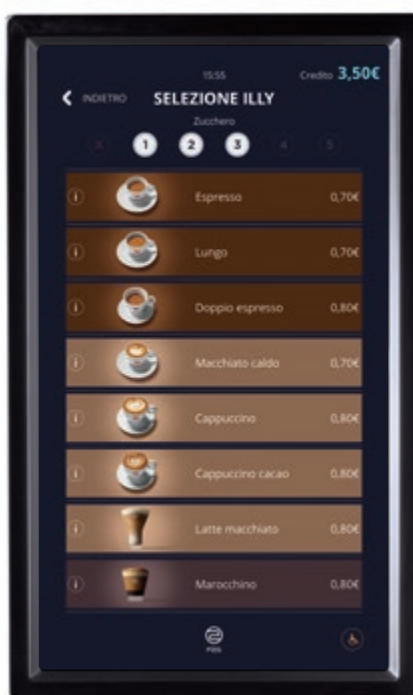 15:55
Credito 3,50€
INDIETRO SELEZIONE ILLY
Zucchero
X 1 2 3 4 5
i Espresso 0,70€
i Lungo 0,70€
i Doppio espresso 0,80€
i Macchiato caldo 0,70€
i Cappuccino 0,80€
i Cappuccino cacao 0,80€
i Latte macchiato 0,80€
i Marocchino 0,80€